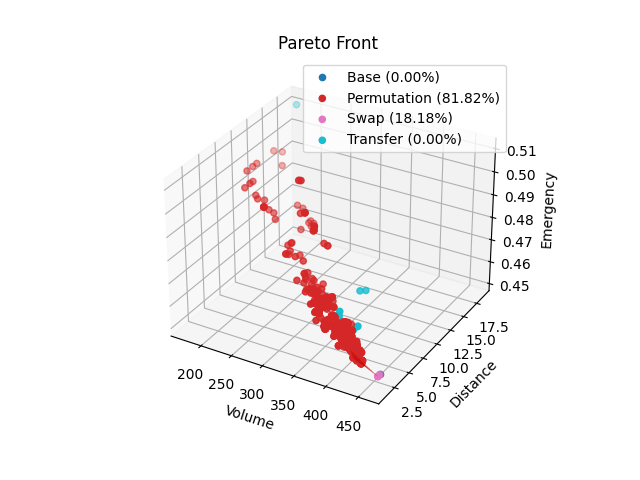 Pareto Front
Base (0.00%)
Permutation (81.82%)
Swap (18.18%)
Transfer (0.00%)
0.51
0.50
0.49
0.48
0.47
0.46
0.45
Emergency
17.5
15.0
12.5
10.0
7.5
5.0
2.5
Distance
200
250
300
350
400
450
Volume